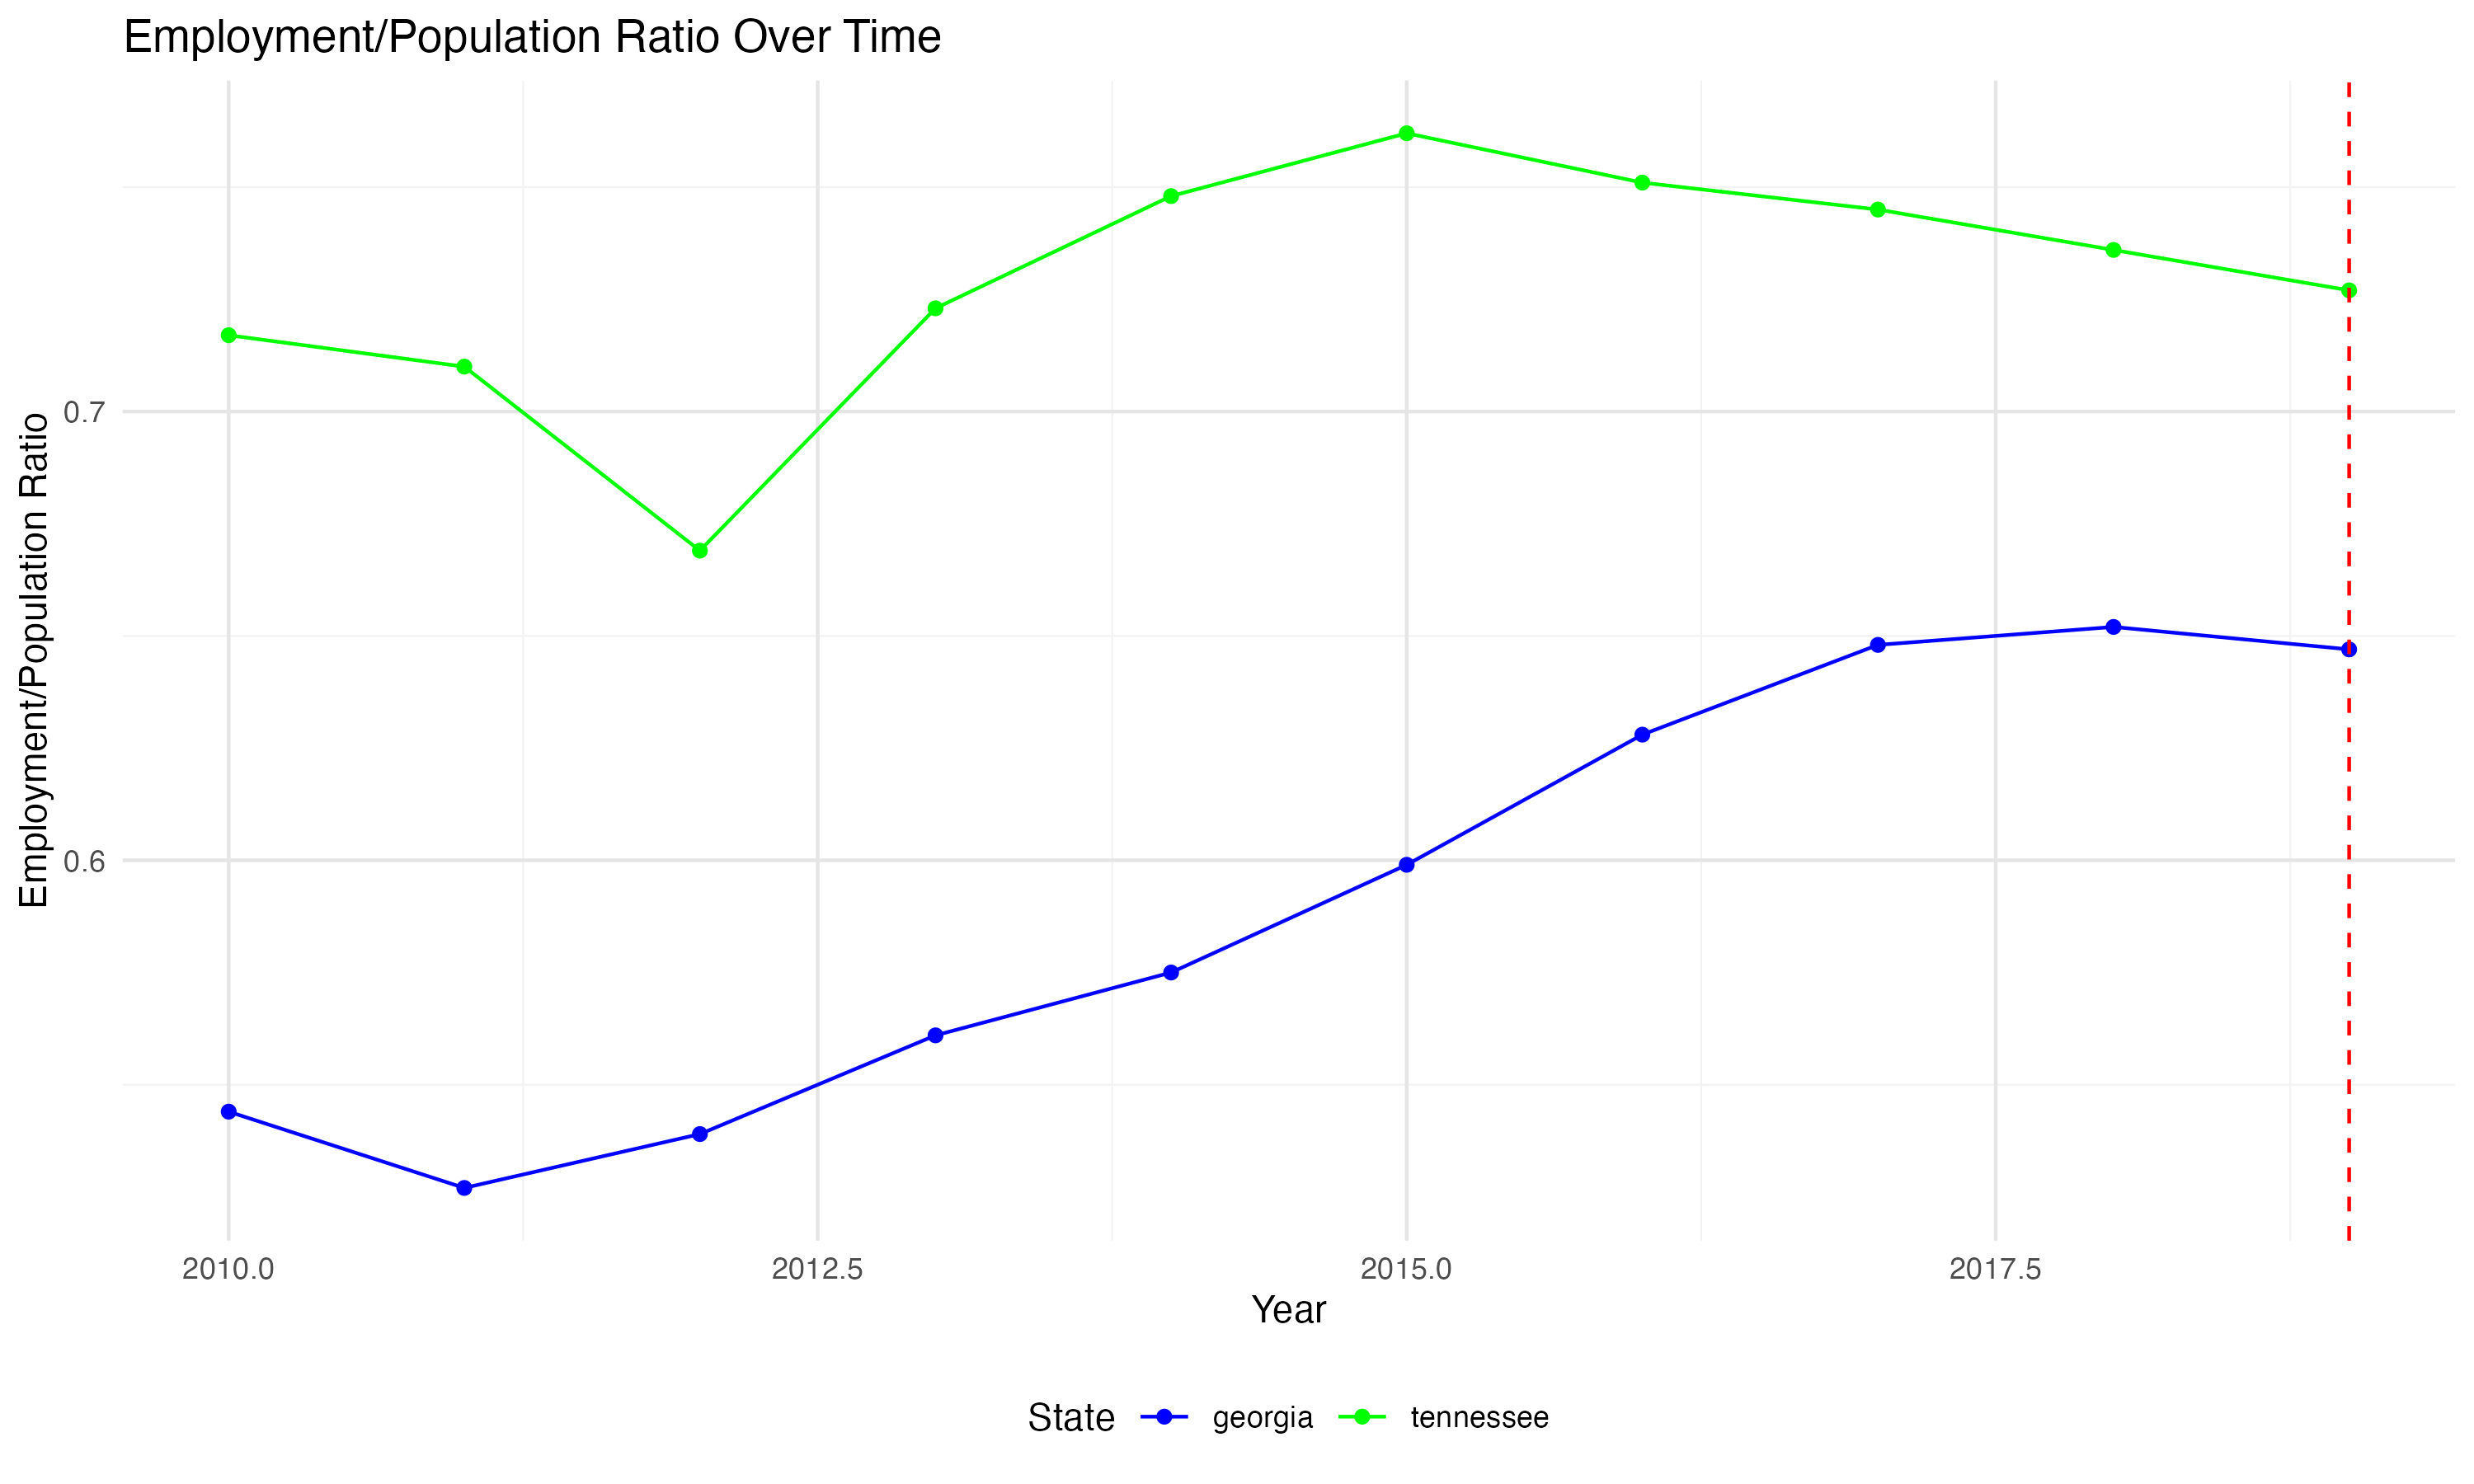 Employment/Population Ratio Over Time
Employment/Population Ratio
0.7
0.6
2010.0 2012.5 2015.0 2017.5
Year
State georgia tennessee